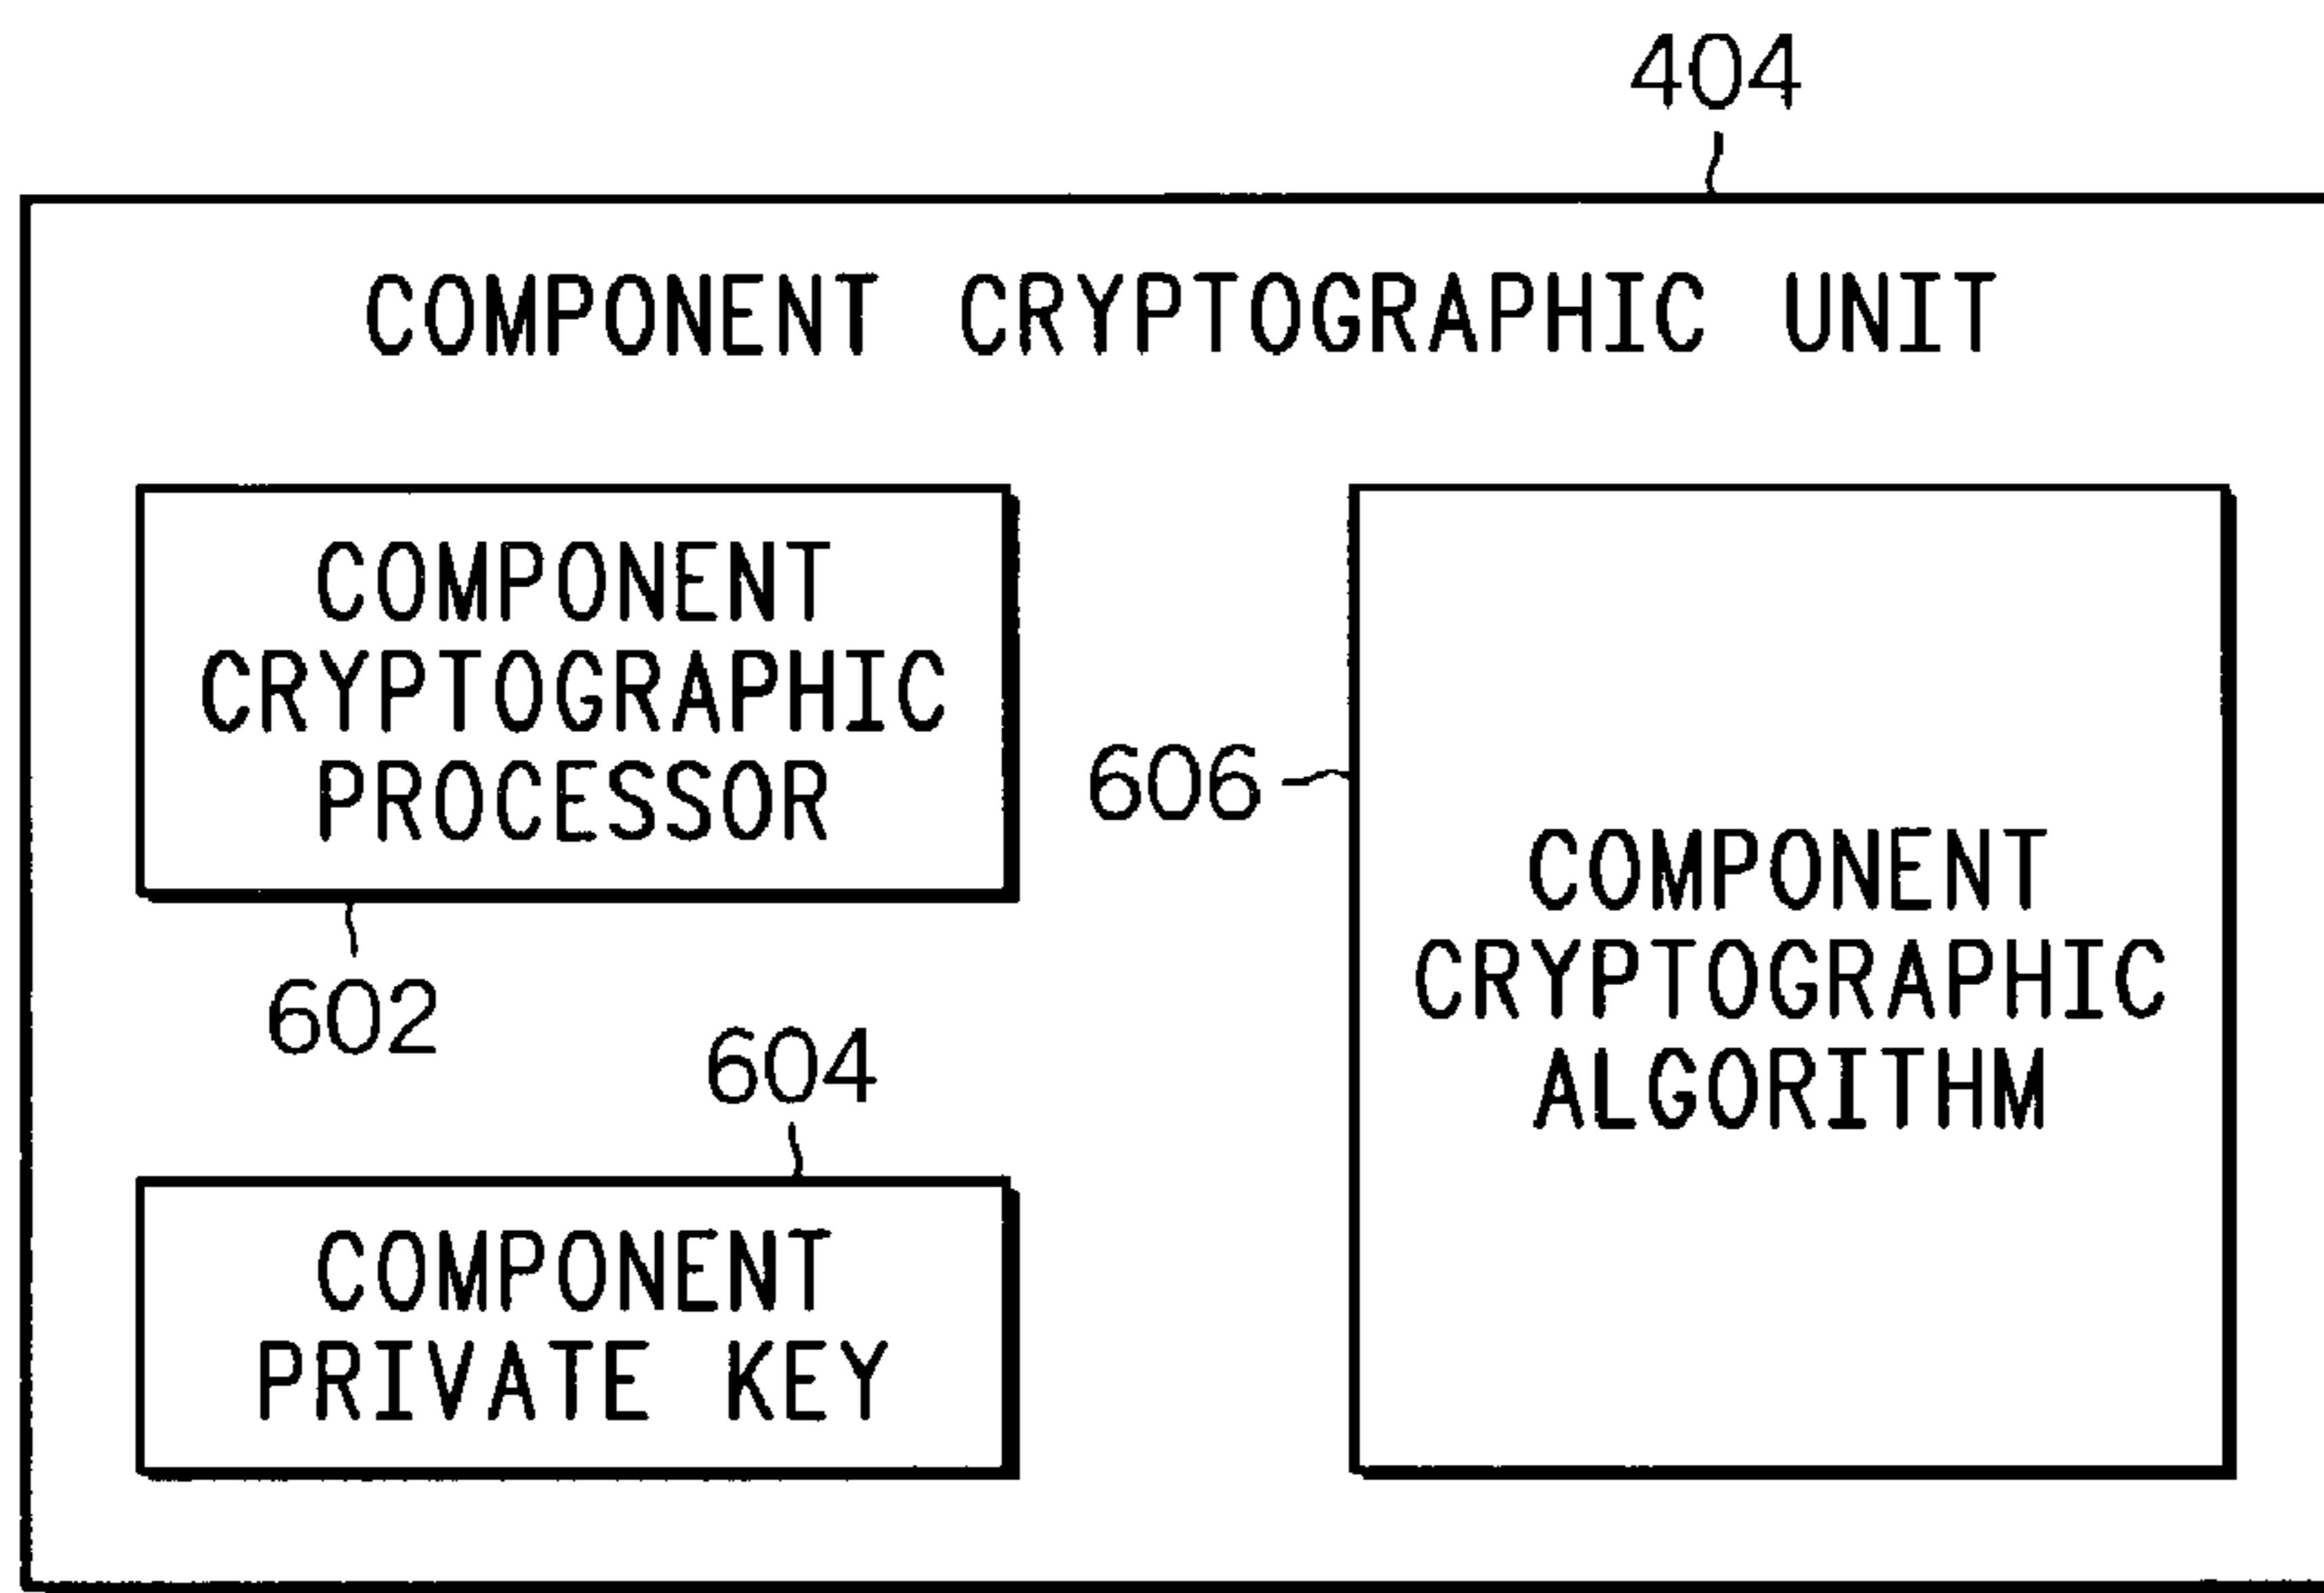 404
COMPONENT CRYPTOGRAPHIC UNIT
COMPONENT
CRYPTOGRAPHIC
PROCESSOR
602
604
COMPONENT
PRIVATE KEY
606
COMPONENT
CRYPTOGRAPHIC
ALGORITHM